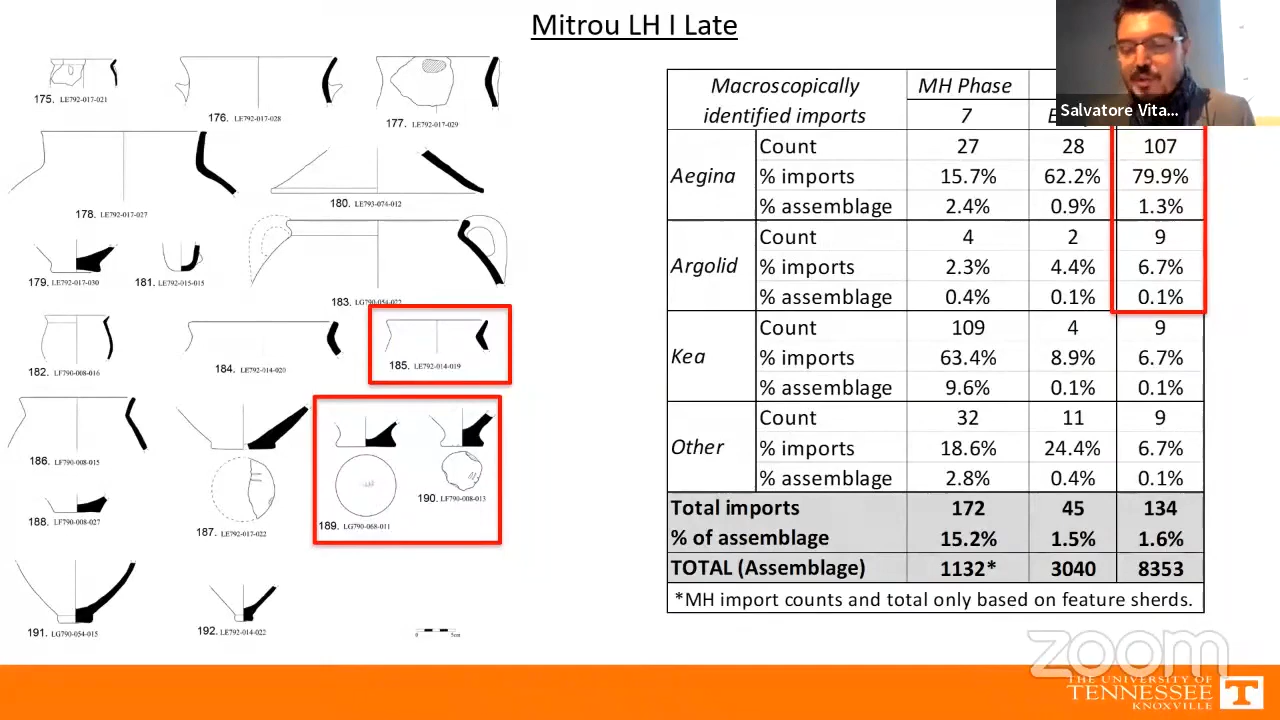 Mitrou LH I Late
Salvatore Vita...
175. LE792-017-021
176. LE792-017-028
177. LE792-017-029
178. LE792-017-027
180. LE793-074-012
179. LE792-017-030
181. LE792-015-015
183. LG790-054-022
182. LF790-008-016
184. LE792-014-020
185. LE792-014-019
186. LF790-008-015
187. LE792-017-022
188. LF790-008-027
189. LG790-068-011
190. LF790-008-013
191. LG790-054-015
192. LE792-014-022
0 5cm
Macroscopically identified imports MH Phase
7
Aegina
Count 27 28 107
% imports 15.7% 62.2% 79.9%
% assemblage 2.4% 0.9% 1.3%
Argolid
Count 4 2 9
% imports 2.3% 4.4% 6.7%
% assemblage 0.4% 0.1% 0.1%
Kea
Count 109 4 9
% imports 63.4% 8.9% 6.7%
% assemblage 9.6% 0.1% 0.1%
Other
Count 32 11 9
% imports 18.6% 24.4% 6.7%
% assemblage 2.8% 0.4% 0.1%
Total imports 172 45 134
% of assemblage 15.2% 1.5% 1.6%
TOTAL (Assemblage) 1132* 3040 8353
*MH import counts and total only based on feature sherds.
zoom
THE UNIVERSITY OF
TENNESSEE
KNOXVILLE
T